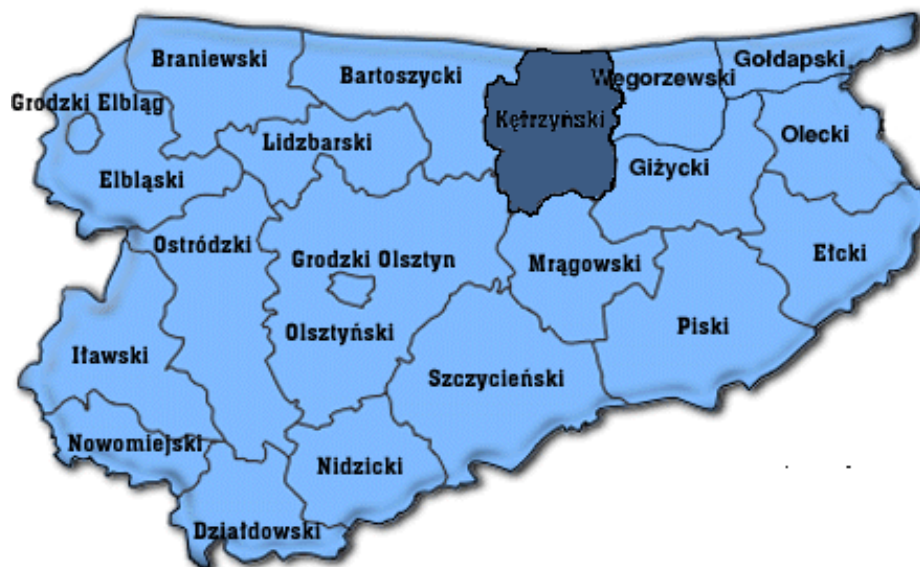 Braniewski
Bartoszycki
Gołdapski
Węgorzewski
Grodzki Elbląg
Kętrzyński
Olecki
Lidzbarski
Elbląski
Giżycki
Ostródzki
Grodzki Olsztyn
Mrągowski
Ełcki
Olsztyński
Piski
Iławski
Szczycieński
Nowomiejski
Nidzicki
Działdowski